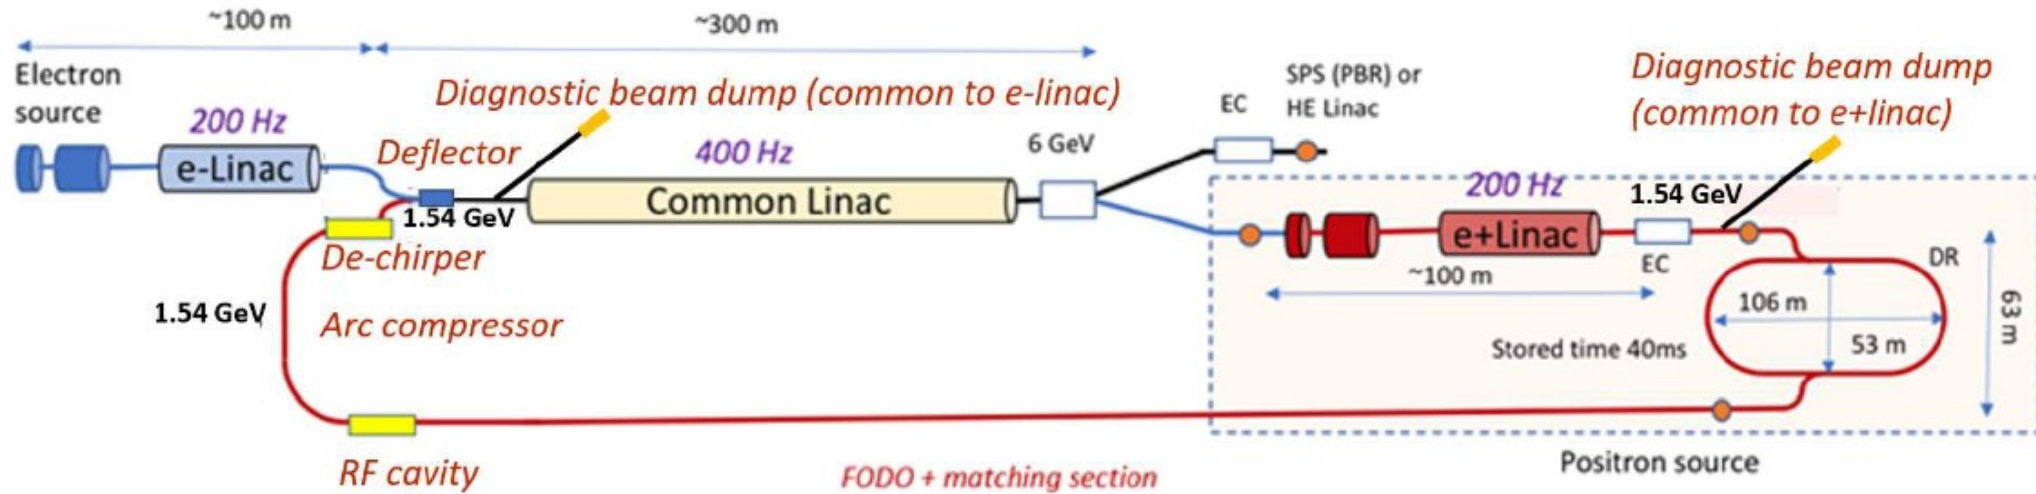 ~100 m
~300 m
Electron
source
200 Hz
e-Linac
Deflector
Diagnostic beam dump (common to e-linac)
1.54 GeV
400 Hz
Common Linac
6 GeV
EC
SPS (PBR) or
HE Linac
Diagnostic beam dump
(common to e+linac)
200 Hz
1.54 GeV
e+Linac
EC
~100 m
DR
106 m
53 m
63 m
Stored time 40ms
De-chirper
1.54 GeV
Arc compressor
RF cavity
FODO + matching section
Positron source